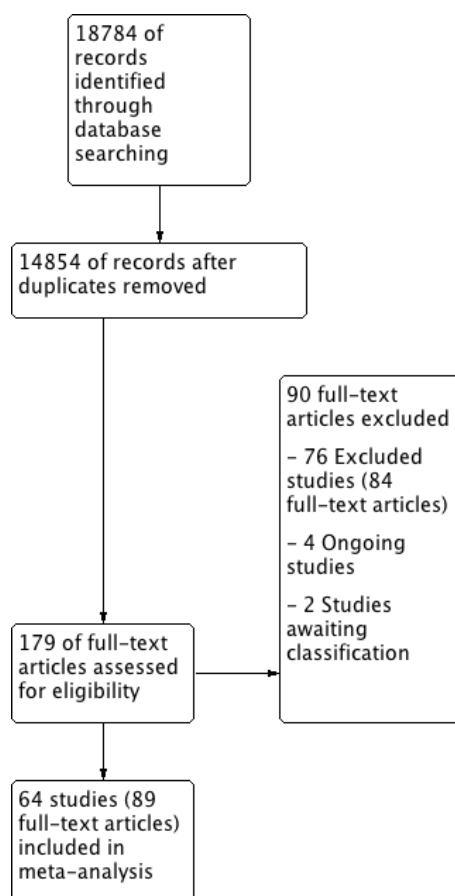 18784 of
records
identified
through
database
searching
14854 of records after
duplicates removed
90 full-text
articles excluded
– 76 Excluded
studies (84
full-text articles)
– 4 Ongoing
studies
– 2 Studies
awaiting
classification
179 of full-text
articles assessed
for eligibility
64 studies (89
full-text articles)
included in
meta-analysis